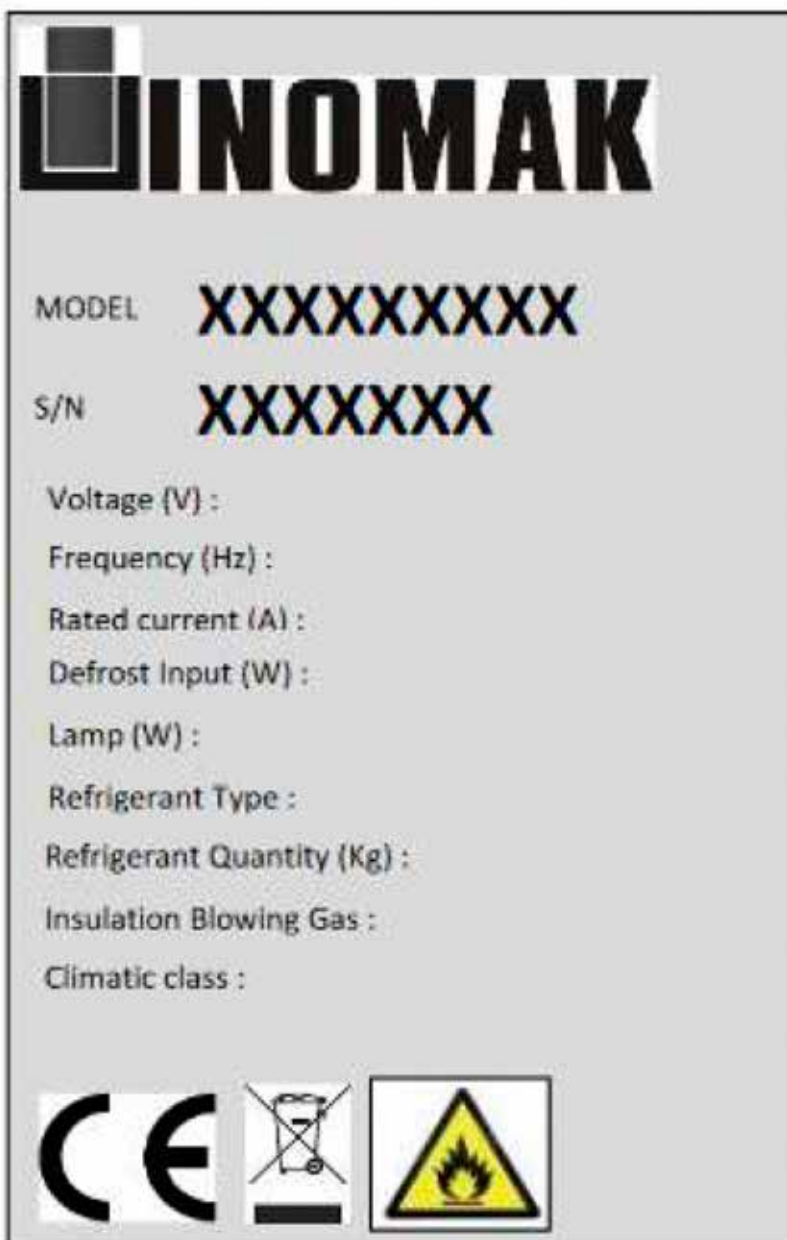 INOMAK
MODEL XXXXXXXXX
S/N XXXXXXX
Voltage (V) :
Frequency (Hz) :
Rated current (A) :
Defrost Input (W) :
Lamp (W) :
Refrigerant Type :
Refrigerant Quantity (Kg) :
Insulation Blowing Gas :
Climatic class :
CE